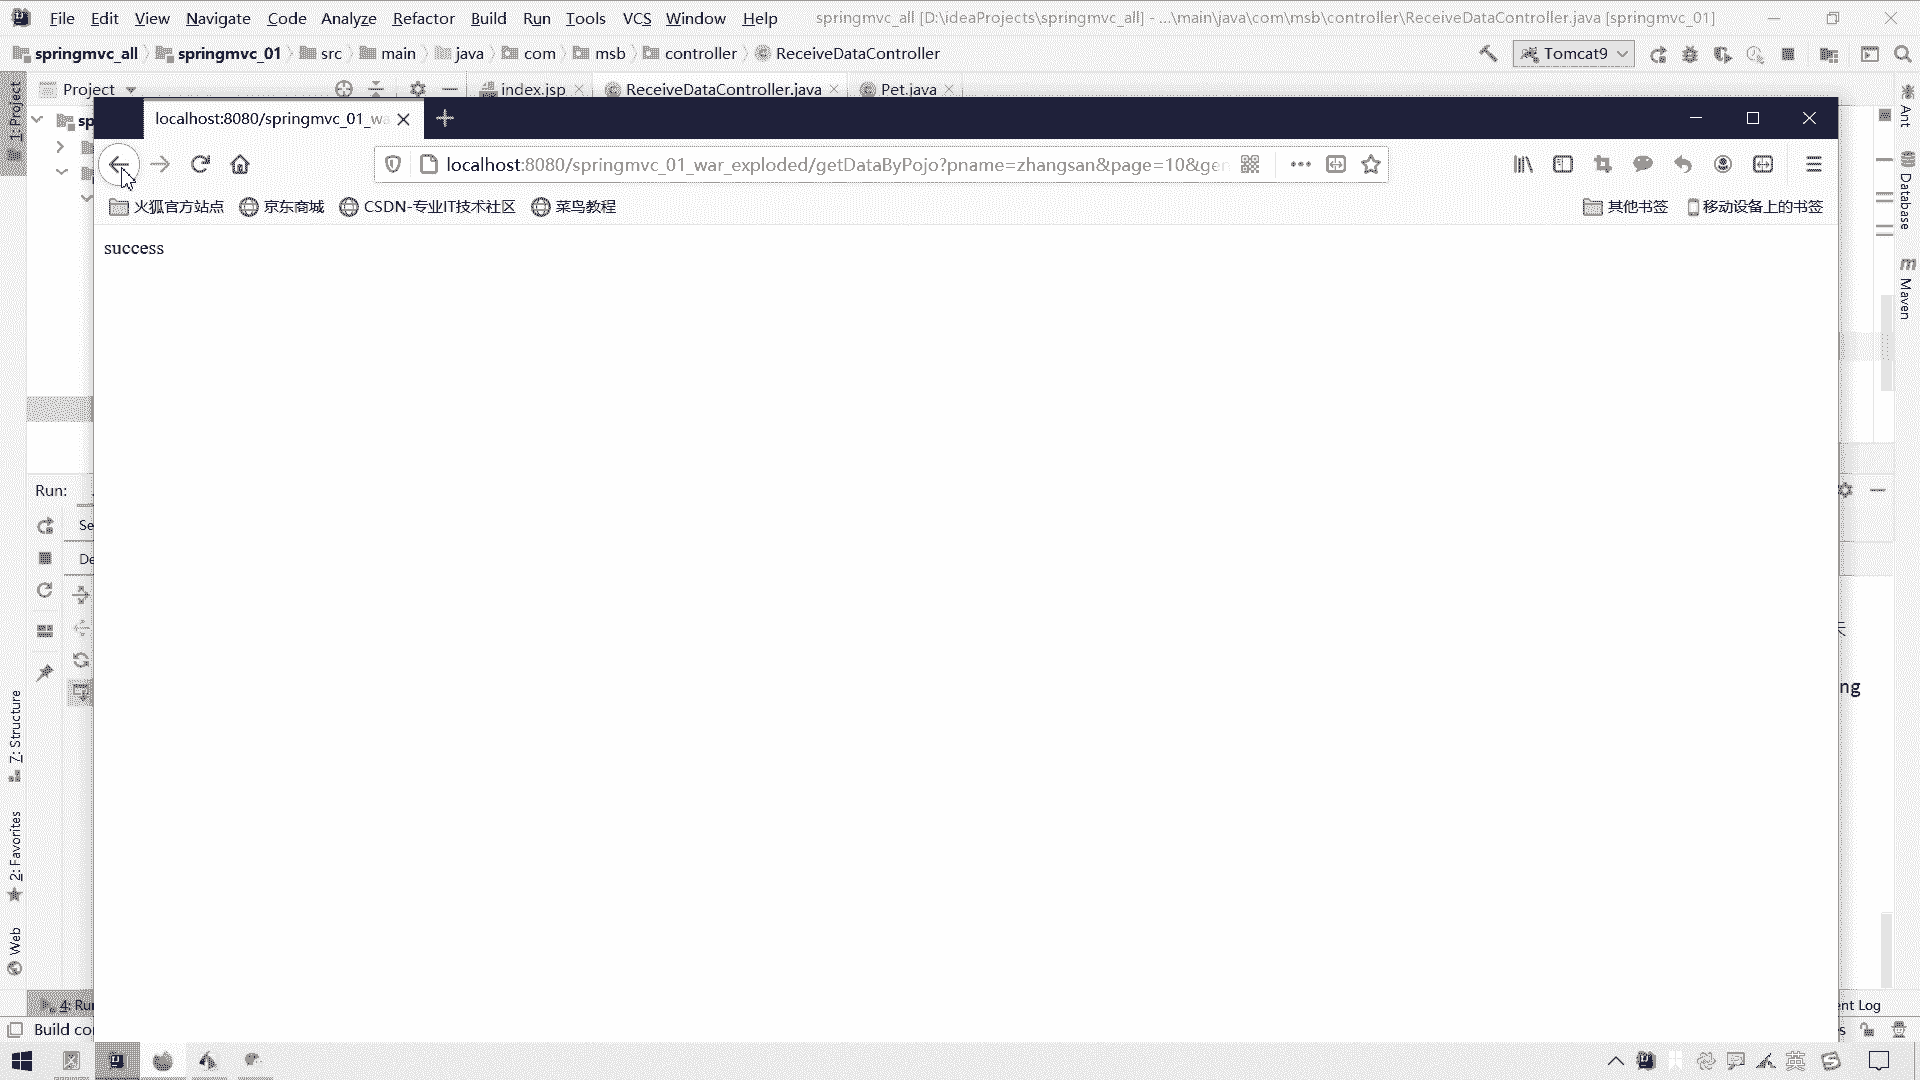 File Edit View Navigate Code Analyze Refactor Build Run Tools VCS Window Help springmvc_all [D:\ideaProjects\springmvc_all] - ...\main\java\com\msb\controller\ReceiveDataController.java [springmvc_01]
springmvc_all springmvc_01 src main java com msb controller ReceiveDataController Tomcat9
Project index.jsp ReceiveDataController.java Pet.java
localhost:8080/springmvc_01_wa
localhost:8080/springmvc_01_war_exploded/getDataByPojo?pname=zhangsan&page=10&gen
火狐官方站点 京东商城 CSDN-专业IT技术社区 菜鸟教程 其他书签 移动设备上的书签
success
1: Project
Ant
Database
Maven
sp
Run:
Se
De
ng
7: Structure
2: Favorites
Web
4: Ru
ent Log
Build co
es
英